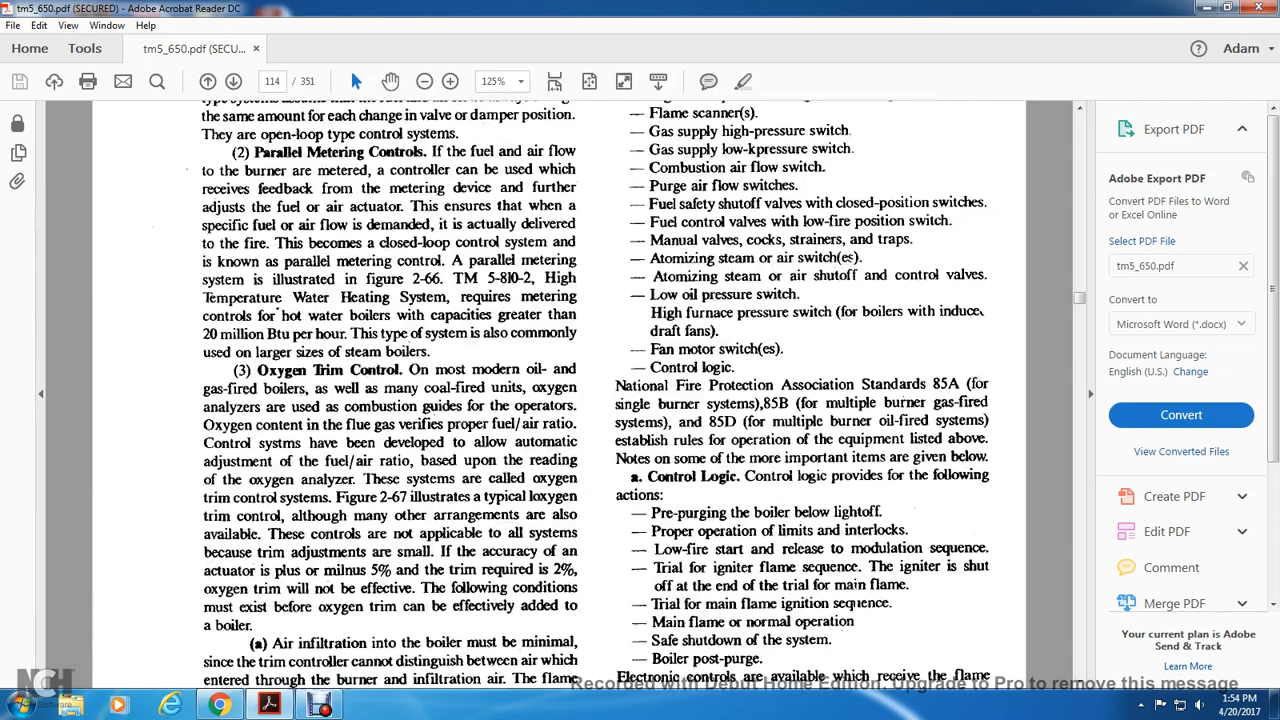 tm5_650.pdf (SECURED) - Adobe Acrobat Reader DC
File Edit View Window Help
Home Tools tm5_650.pdf (SECU... × Adam
114 / 351 125%
the same amount for each change in valve or damper position.
They are open-loop type control systems.
(2) Parallel Metering Controls. If the fuel and air flow
to the burner are metered, a controller can be used which
receives feedback from the metering device and further
adjusts the fuel or air actuator. This ensures that when a
specific fuel or air flow is demanded, it is actually delivered
to the fire. This becomes a closed-loop control system and
is known as parallel metering control. A parallel metering
system is illustrated in figure 2-66. TM 5-810-2, High
Temperature Water Heating System, requires metering
controls for hot water boilers with capacities greater than
20 million Btu per hour. This type of system is also commonly
used on larger sizes of steam boilers.
(3) Oxygen Trim Control. On most modern oil- and
gas-fired boilers, as well as many coal-fired units, oxygen
analyzers are used as combustion guides for the operators.
Oxygen content in the flue gas verifies proper fuel/air ratio.
Control systms have been developed to allow automatic
adjustment of the fuel/air ratio, based upon the reading
of the oxygen analyzer. These systems are called oxygen
trim control systems. Figure 2-67 illustrates a typical loxygen
trim control, although many other arrangements are also
available. These controls are not applicable to all systems
because trim adjustments are small. If the accuracy of an
actuator is plus or milnus 5% and the trim required is 2%,
oxygen trim will not be effective. The following conditions
must exist before oxygen trim can be effectively added to
a boiler.
(a) Air infiltration into the boiler must be minimal,
since the trim controller cannot distinguish between air which
entered through the burner and infiltration air. The flame
— Flame scanner(s).
— Gas supply high-pressure switch.
— Gas supply low-kpressure switch.
— Combustion air flow switch.
— Purge air flow switches.
— Fuel safety shutoff valves with closed-position switches.
— Fuel control valves with low-fire position switch.
— Manual valves, cocks, strainers, and traps.
— Atomizing steam or air switch(es).
— Atomizing steam or air shutoff and control valves.
— Low oil pressure switch.
High furnace pressure switch (for boilers with induce
draft fans).
— Fan motor switch(es).
— Control logic.
National Fire Protection Association Standards 85A (for
single burner systems),85B (for multiple burner gas-fired
systems), and 85D (for multiple burner oil-fired systems)
establish rules for operation of the equipment listed above.
Notes on some of the more important items are given below.
a. Control Logic. Control logic provides for the following
actions:
— Pre-purging the boiler below lightoff.
— Proper operation of limits and interlocks.
— Low-fire start and release to modulation sequence.
— Trial for igniter flame sequence. The igniter is shut
off at the end of the trial for main flame.
— Trial for main flame ignition sequence.
— Main flame or normal operation
— Safe shutdown of the system.
— Boiler post-purge.
Electronic controls are available which receive the flame
Export PDF
Adobe Export PDF
Convert PDF Files to Word
or Excel Online
Select PDF File
tm5_650.pdf
Convert to
Microsoft Word (*.docx)
Document Language:
English (U.S.) Change
Convert
View Converted Files
Create PDF
Edit PDF
Comment
Merge PDF
Your current plan is Adobe
Send & Track
Learn More
NCH
Software
Recorded with Debut Home Edition. Upgrade to Pro to remove this message
1:54 PM
4/20/2017